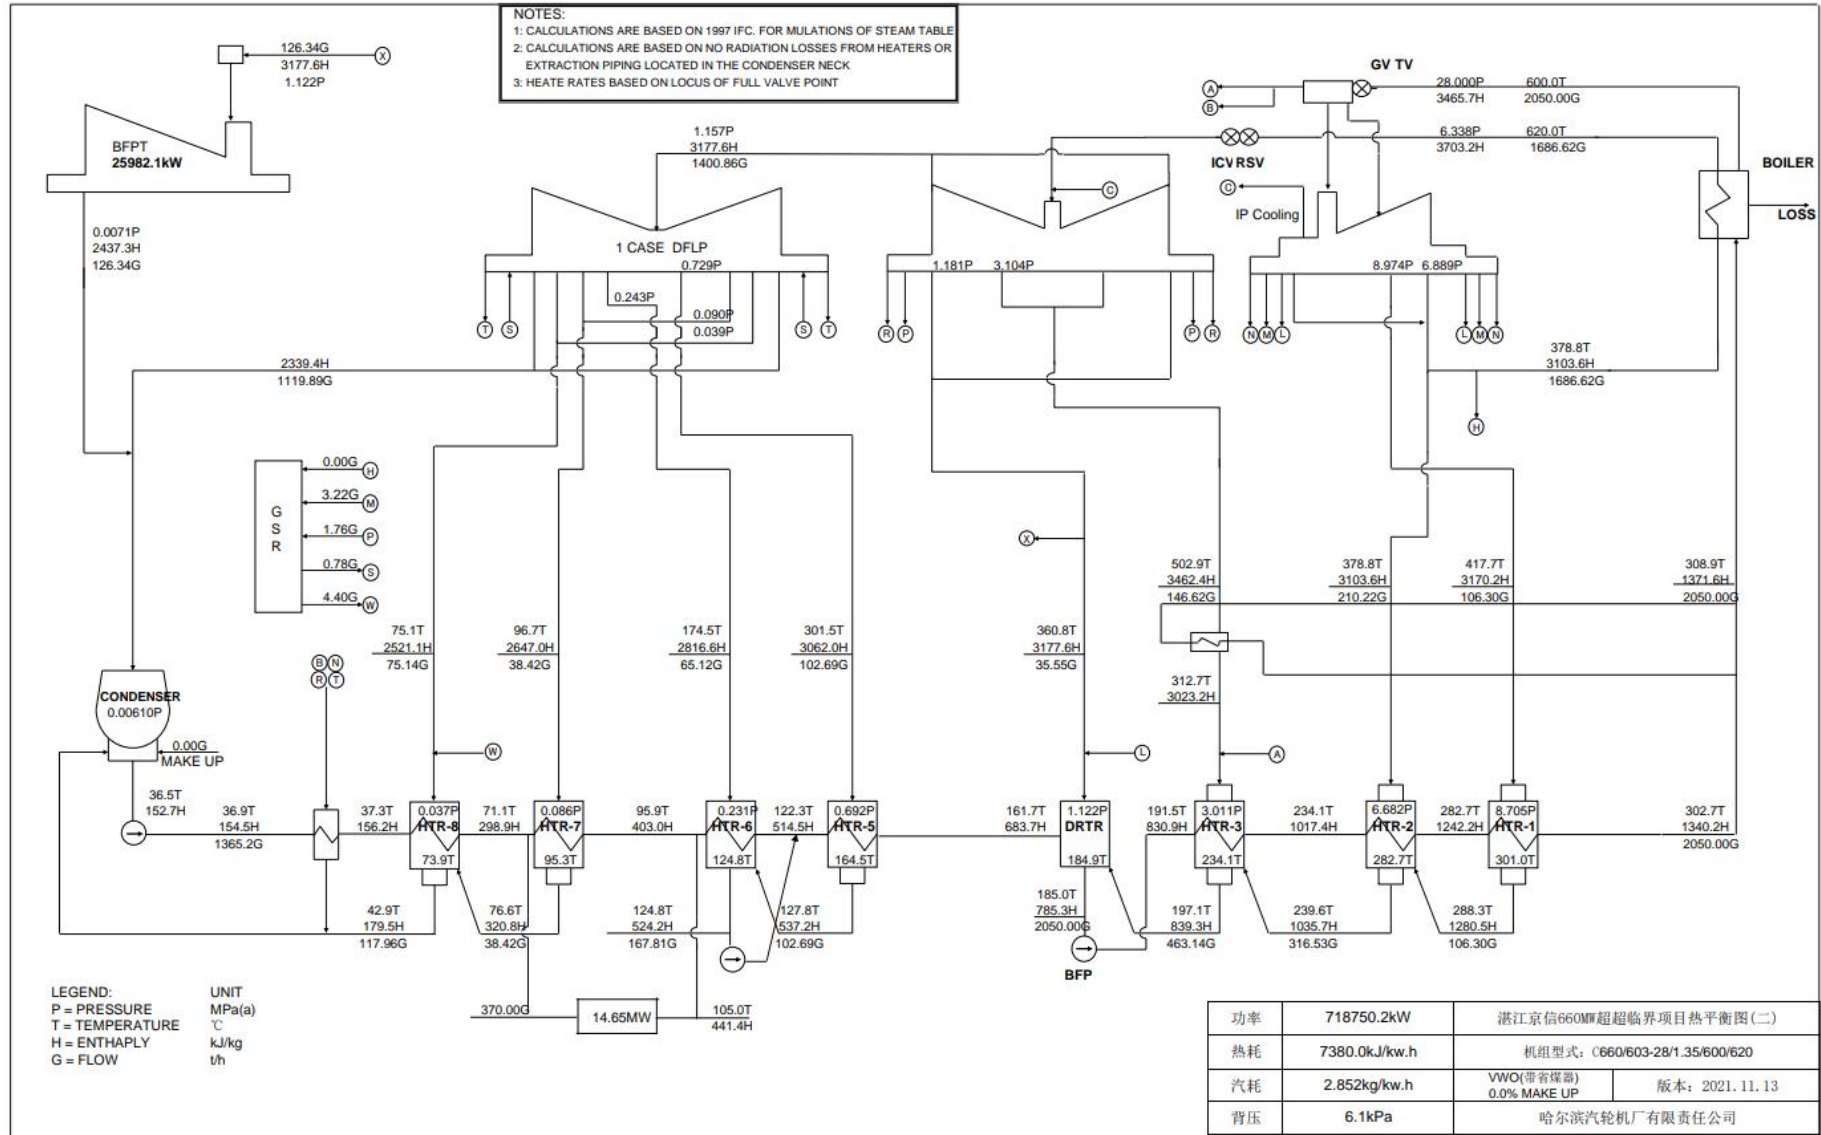 NOTES:
1: CALCULATIONS ARE BASED ON 1997 IFC. FOR MULATIONS OF STEAM TABLE
2: CALCULATIONS ARE BASED ON NO RADIATION LOSSES FROM HEATERS OR
EXTRACTION PIPING LOCATED IN THE CONDENSER NECK
3: HEATE RATES BASED ON LOCUS OF FULL VALVE POINT
126.34G
3177.6H
1.122P
X
BFPT
25982.1kW
0.0071P
2437.3H
126.34G
1.157P
3177.6H
1400.86G
1 CASE DFLP
0.729P
0.243P
0.090P
0.039P
T
S
S
T
2339.4H
1119.89G
GV TV
A
B
28.000P
600.0T
3465.7H
2050.00G
6.338P
620.0T
3703.2H
1686.62G
ICV RSV
C
C
IP Cooling
BOILER
LOSS
1.181P
3.104P
R
P
P
R
8.974P
6.889P
N
M
L
L
M
N
378.8T
3103.6H
1686.62G
H
G
S
R
0.00G
H
3.22G
M
1.76G
P
0.78G
S
4.40G
W
X
75.1T
2521.1H
75.14G
96.7T
2647.0H
38.42G
174.5T
2816.6H
65.12G
301.5T
3062.0H
102.69G
360.8T
3177.6H
35.55G
502.9T
3462.4H
146.62G
378.8T
3103.6H
210.22G
417.7T
3170.2H
106.30G
308.9T
1371.6H
2050.00G
312.7T
3023.2H
B
N
R
T
CONDENSER
0.00610P
0.00G
MAKE UP
W
L
A
36.5T
152.7H
36.9T
154.5H
1365.2G
37.3T
156.2H
0.037P
HTR-8
73.9T
71.1T
298.9H
0.086P
HTR-7
95.3T
95.9T
403.0H
0.231P
HTR-6
124.8T
122.3T
514.5H
0.692P
HTR-5
164.5T
161.7T
683.7H
1.122P
DRTR
184.9T
191.5T
830.9H
3.011P
HTR-3
234.1T
234.1T
1017.4H
6.682P
HTR-2
282.7T
282.7T
1242.2H
8.705P
HTR-1
301.0T
302.7T
1340.2H
2050.00G
42.9T
179.5H
117.96G
76.6T
320.8H
38.42G
124.8T
524.2H
167.81G
127.8T
537.2H
102.69G
185.0T
785.3H
2050.00G
BFP
197.1T
839.3H
463.14G
239.6T
1035.7H
316.53G
288.3T
1280.5H
106.30G
370.00G
14.65MW
105.0T
441.4H
LEGEND: UNIT
P = PRESSURE MPa(a)
T = TEMPERATURE ℃
H = ENTHAPLY kJ/kg
G = FLOW t/h
功率 718750.2kW 湛江京信660MW超超临界项目热平衡图(二)
热耗 7380.0kJ/kw.h 机组型式：C660/603-28/1.35/600/620
汽耗 2.852kg/kw.h VWO(带省煤器) 版本：2021.11.13
0.0% MAKE UP
背压 6.1kPa 哈尔滨汽轮机厂有限责任公司